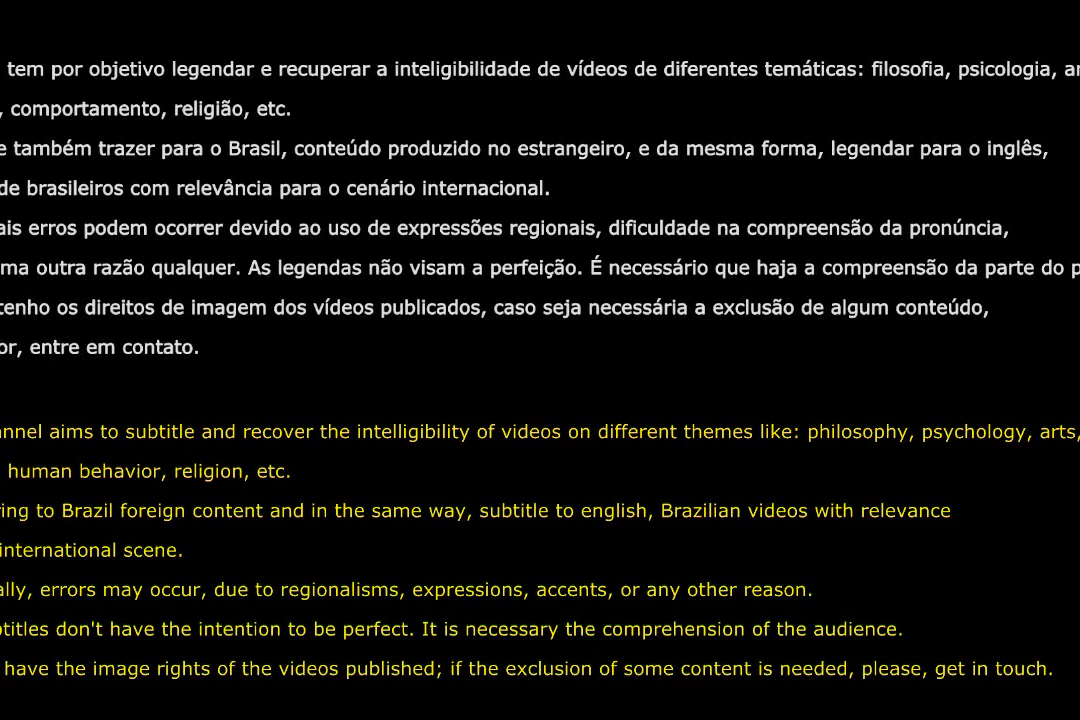 tem por objetivo legendar e recuperar a inteligibilidade de vídeos de diferentes temáticas: filosofia, psicologia,
, comportamento, religião, etc.
também trazer para o Brasil, conteúdo produzido no estrangeiro, e da mesma forma, legendar para o inglês,
de brasileiros com relevância para o cenário internacional.
erros podem ocorrer devido ao uso de expressões regionais, dificuldade na compreensão da pronúncia,
outra razão qualquer. As legendas não visam a perfeição. É necessário que haja a compreensão da parte do
tenho os direitos de imagem dos vídeos publicados, caso seja necessária a exclusão de algum conteúdo,
or, entre em contato.
aims to subtitle and recover the intelligibility of videos on different themes like: philosophy, psychology, arts,
human behavior, religion, etc.
to Brazil foreign content and in the same way, subtitle to english, Brazilian videos with relevance
international scene.
ally, errors may occur, due to regionalisms, expressions, accents, or any other reason.
don't have the intention to be perfect. It is necessary the comprehension of the audience.
have the image rights of the videos published; if the exclusion of some content is needed, please, get in touch.